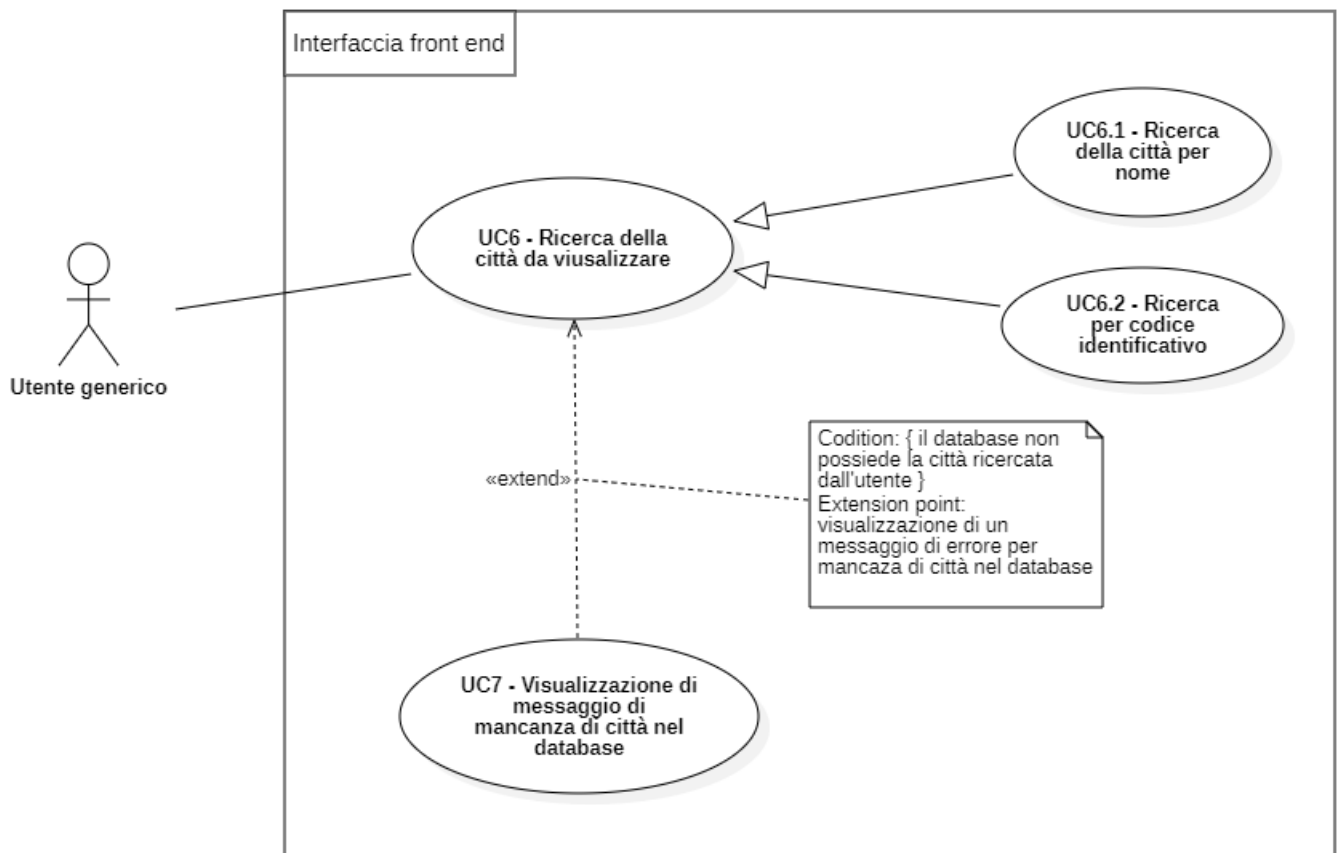 Interfaccia front end
UC6.1 - Ricerca
della città per
nome
UC6 - Ricerca della
città da viusalizzare
UC6.2 - Ricerca
per codice
identificativo
Utente generico
Codition: { il database non
possiede la città ricercata
dall'utente }
Extension point:
visualizzazione di un
messaggio di errore per
mancaza di città nel database
«extend»
UC7 - Visualizzazione di
messaggio di
mancanza di città nel
database